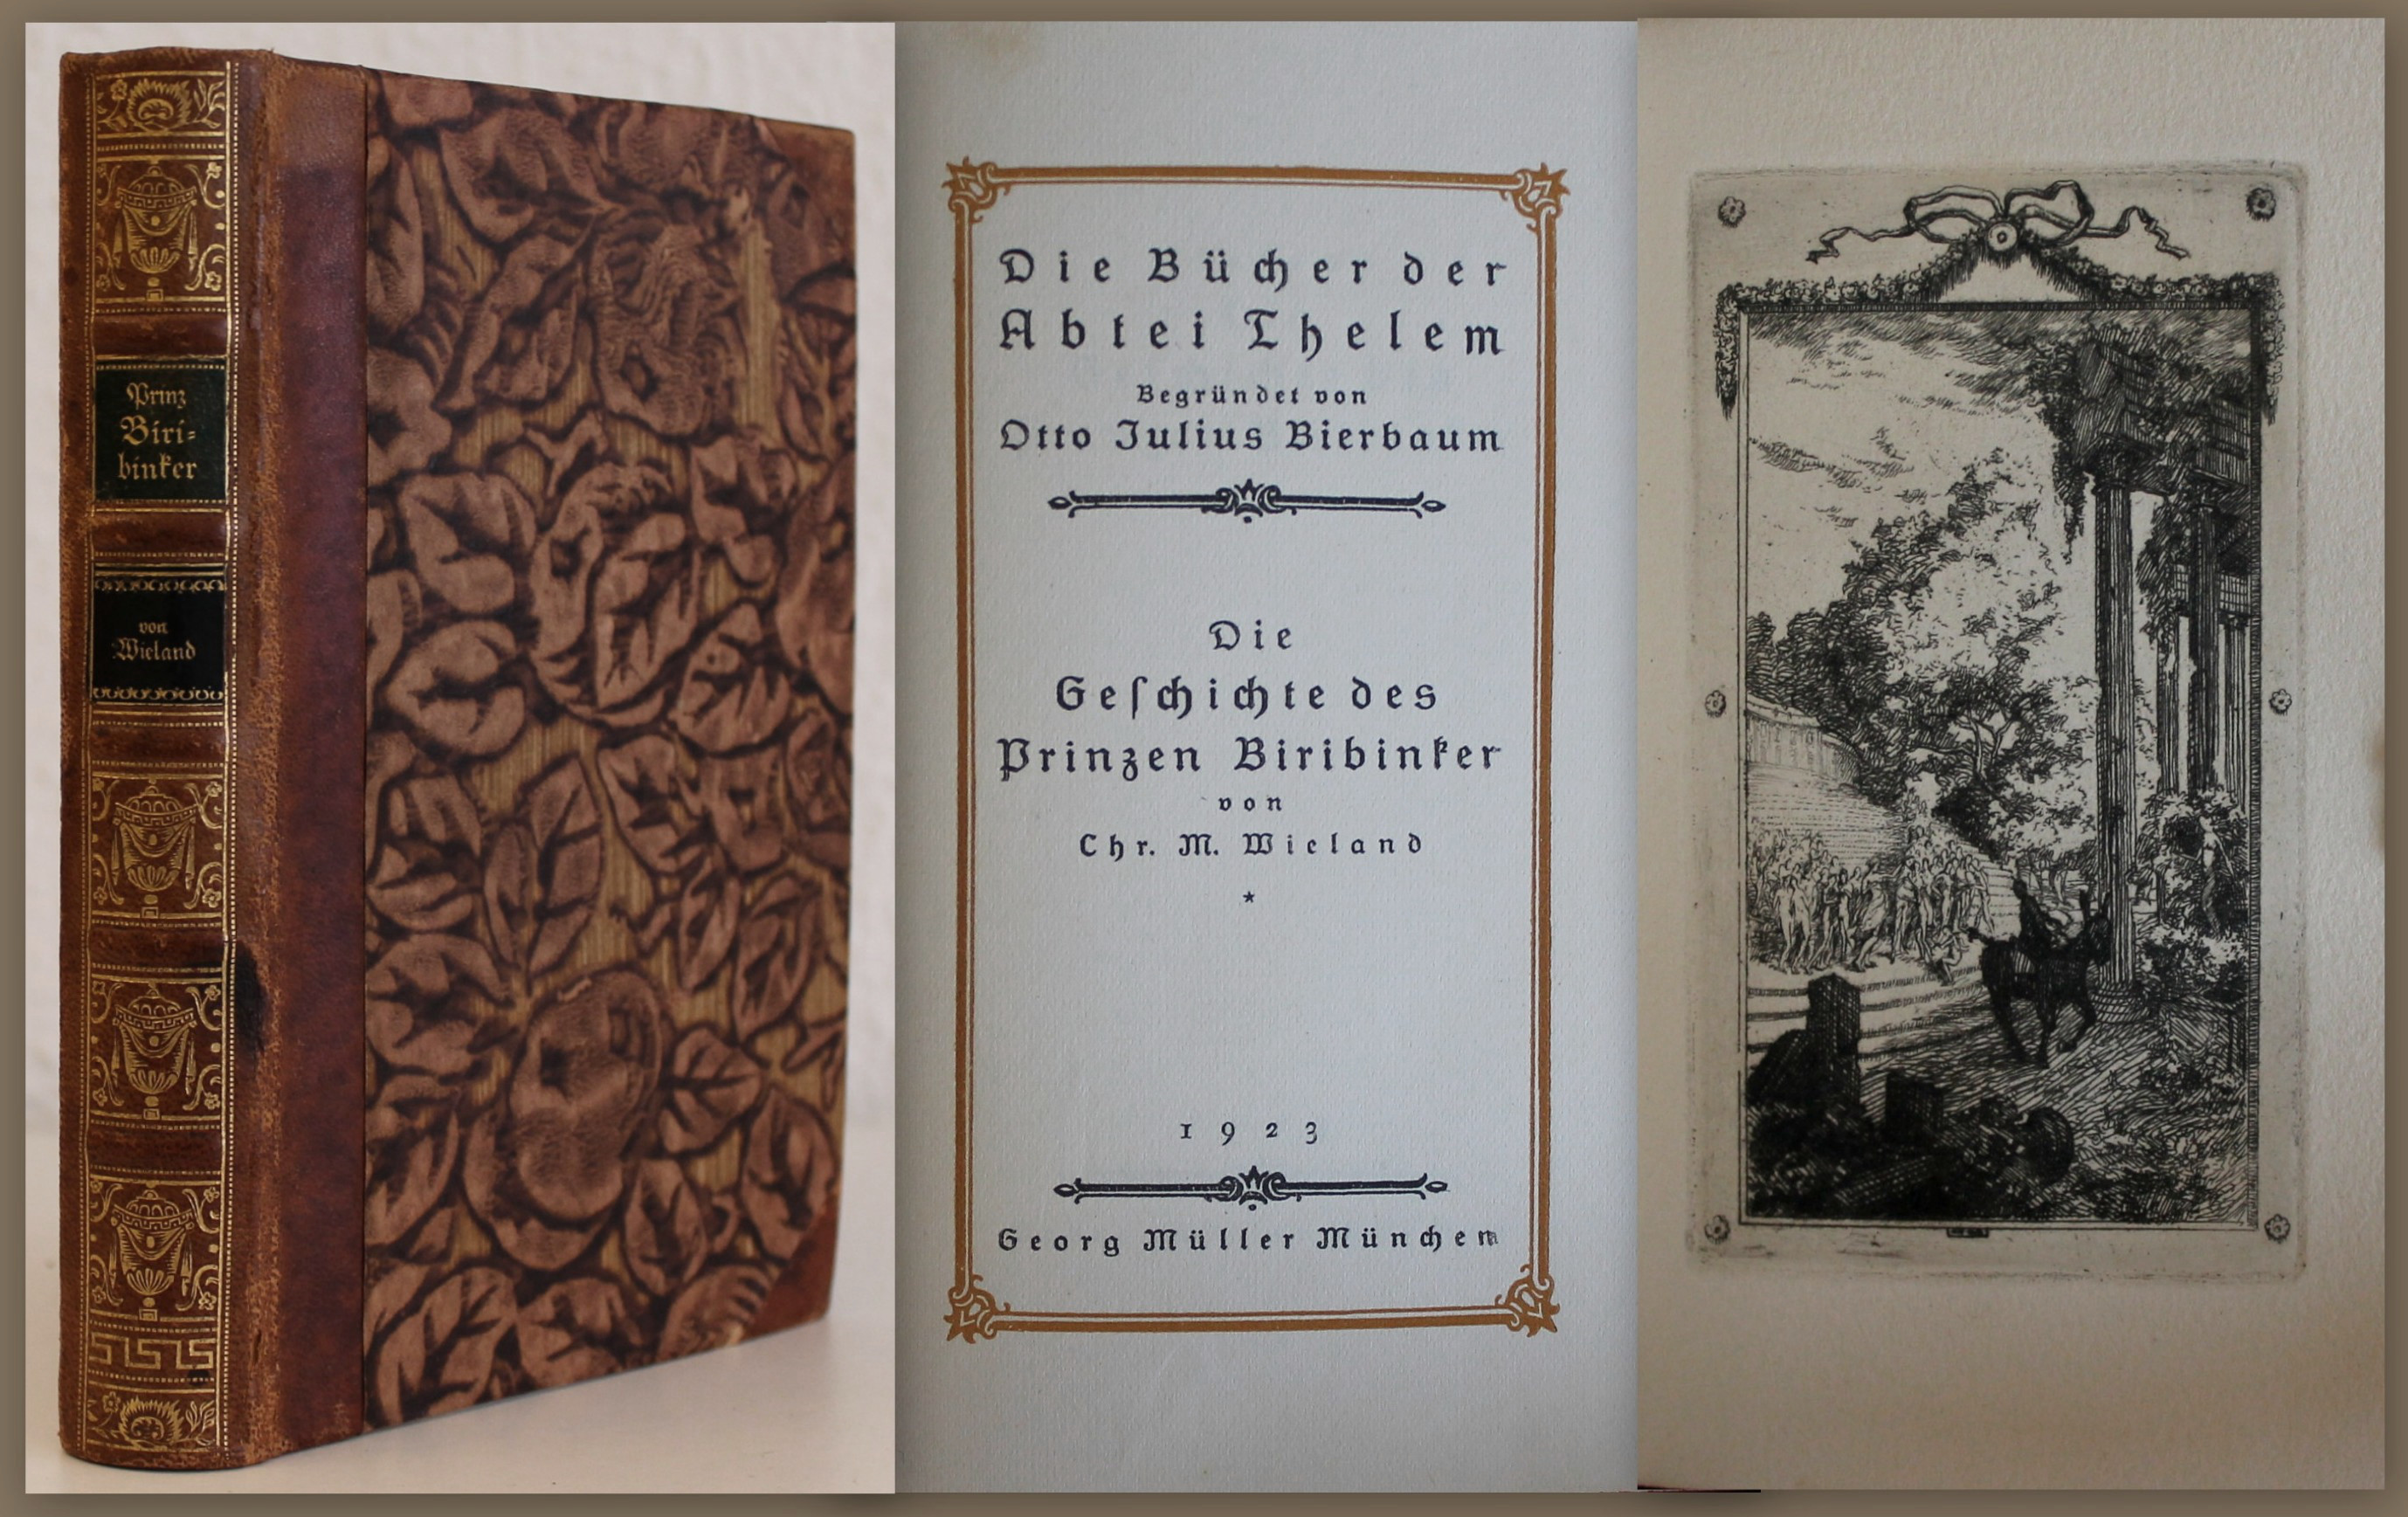 Prinz
Biri-
binker
von
Wieland
Die Bücher der
Abtei Thelem
Begründet von
Otto Julius Bierbaum
Die
Geſchichte des
Prinzen Biribinker
von
Chr. M. Wieland
*
1923
Georg Müller München